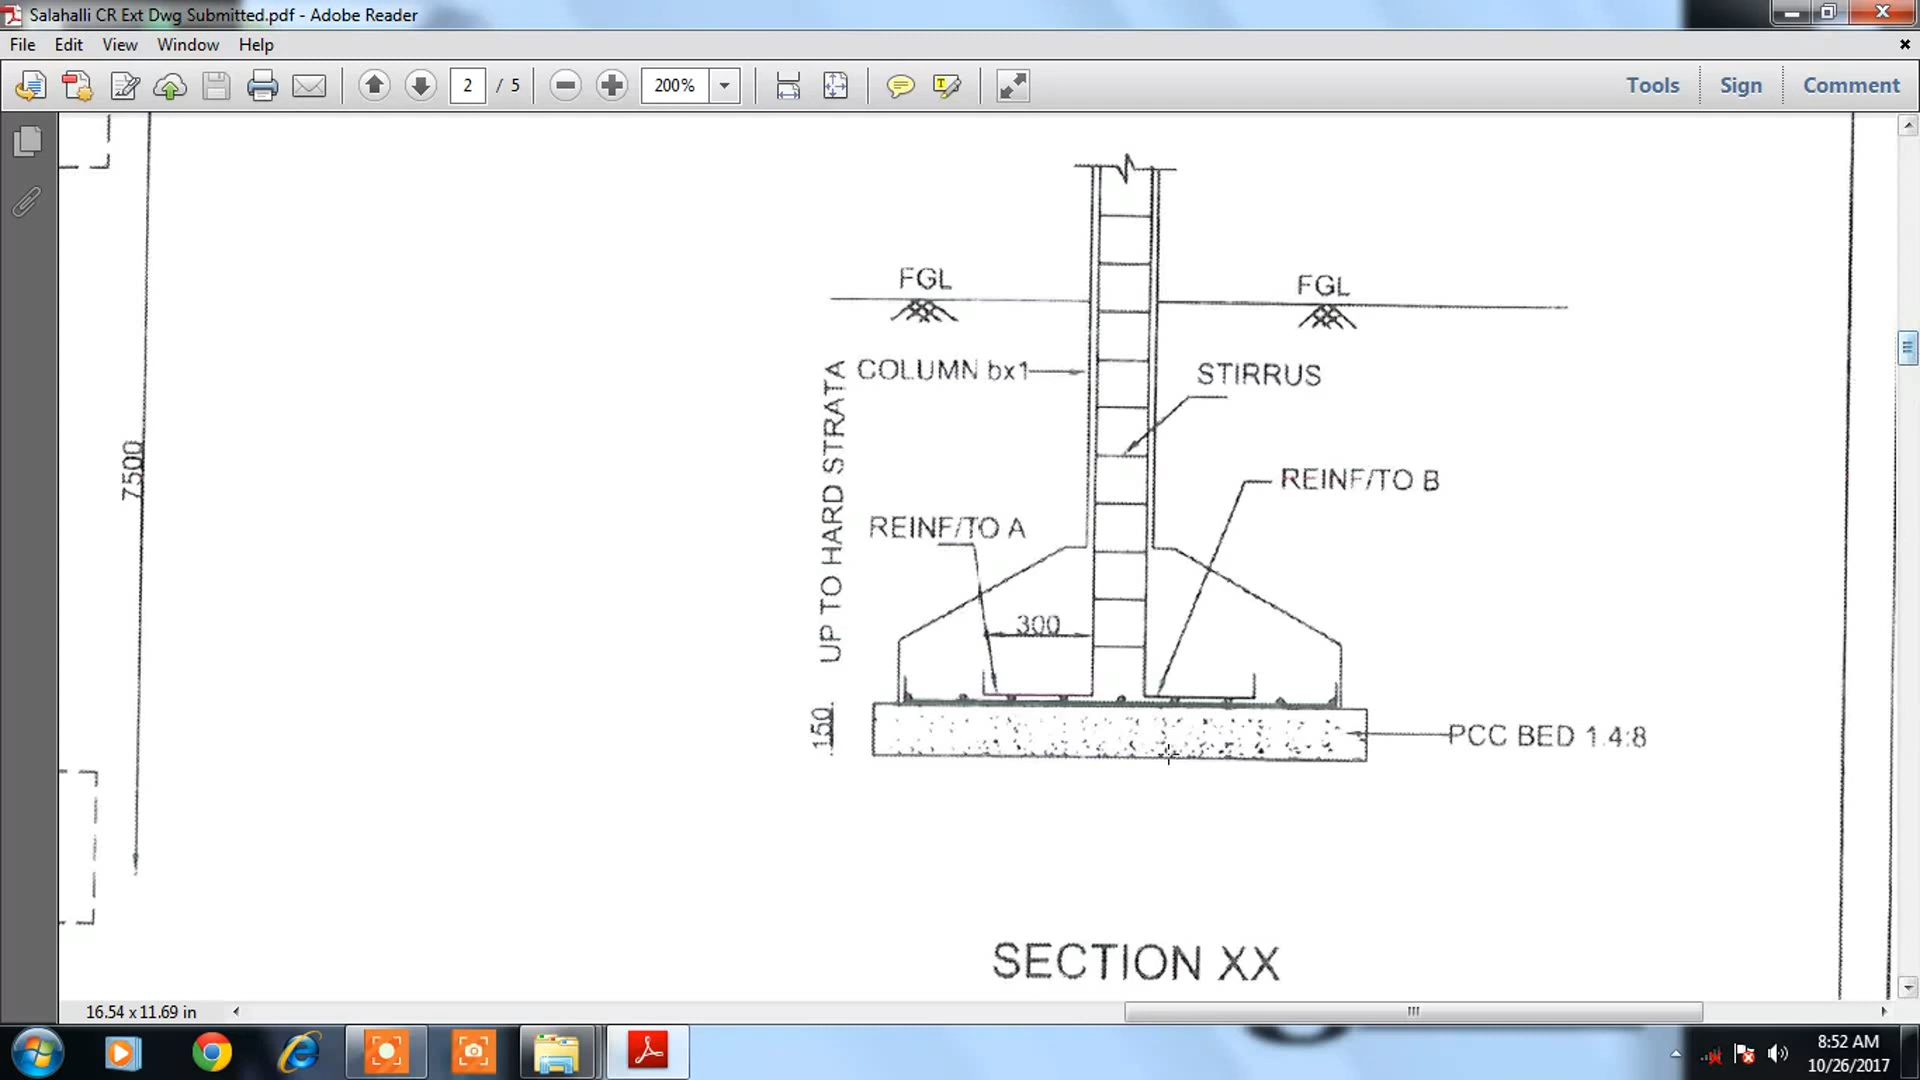 Salahalli CR Ext Dwg Submitted.pdf - Adobe Reader
File Edit View Window Help
2 / 5 200% Tools Sign Comment
FGL FGL
COLUMN bx1 STIRRUS
UP TO HARD STRATA
7500
REINF/TO B
REINF/TO A
300
150
PCC BED 1.4:8
SECTION XX
16.54 x 11.69 in
8:52 AM
10/26/2017